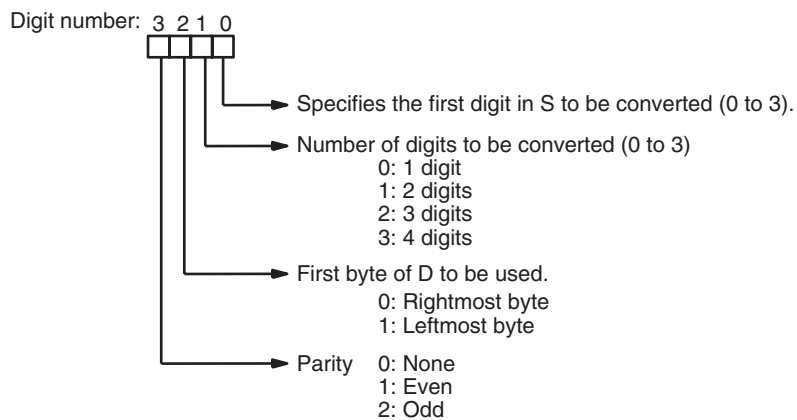 Digit number: 3 2 1 0
Specifies the first digit in S to be converted (0 to 3).
Number of digits to be converted (0 to 3)
0: 1 digit
1: 2 digits
2: 3 digits
3: 4 digits
First byte of D to be used.
0: Rightmost byte
1: Leftmost byte
Parity 0: None
1: Even
2: Odd